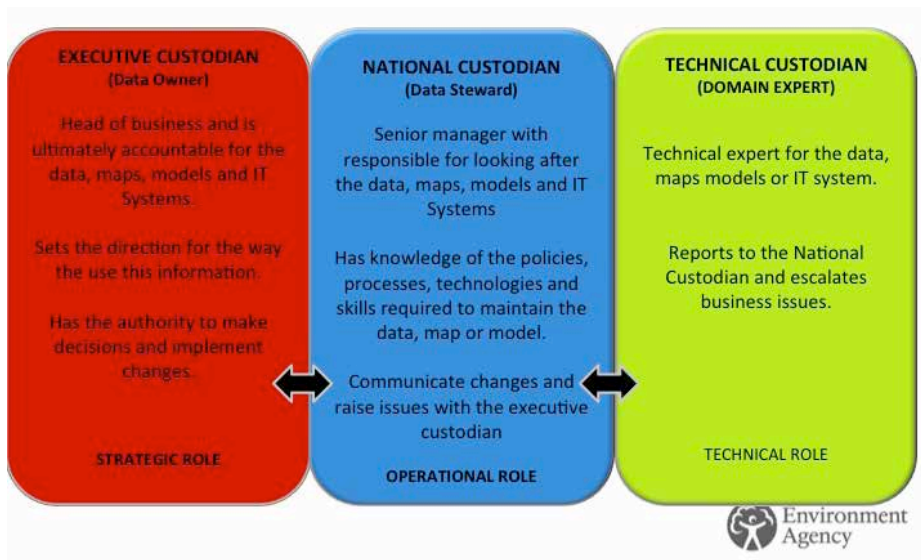 EXECUTIVE CUSTODIAN
(Data Owner)
Head of business and is
ultimately accountable for the
data, maps, models and IT
Systems.
Sets the direction for the way
the use this information.
Has the authority to make
decisions and implement
changes.
STRATEGIC ROLE
NATIONAL CUSTODIAN
(Data Steward)
Senior manager with
responsible for looking after
the data, maps, models and IT
Systems
Has knowledge of the policies,
processes, technologies and
skills required to maintain the
data, map or model.
Communicate changes and
raise issues with the executive
custodian
OPERATIONAL ROLE
TECHNICAL CUSTODIAN
(DOMAIN EXPERT)
Technical expert for the data,
maps models or IT system.
Reports to the National
Custodian and escalates
business issues.
TECHNICAL ROLE
Environment
Agency